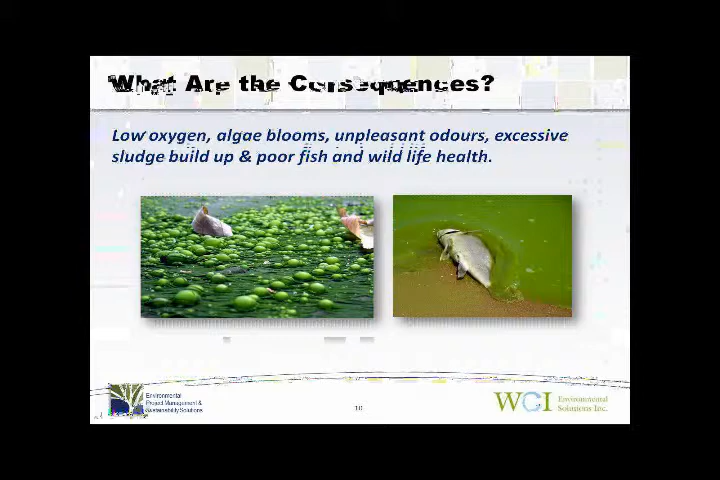 What Are the Consequences?
Low oxygen, algae blooms, unpleasant odours, excessive
sludge build up & poor fish and wild life health.
Environmental
Project Management &
Sustainability Solutions
10
WCI
Environmental
Solutions Inc.